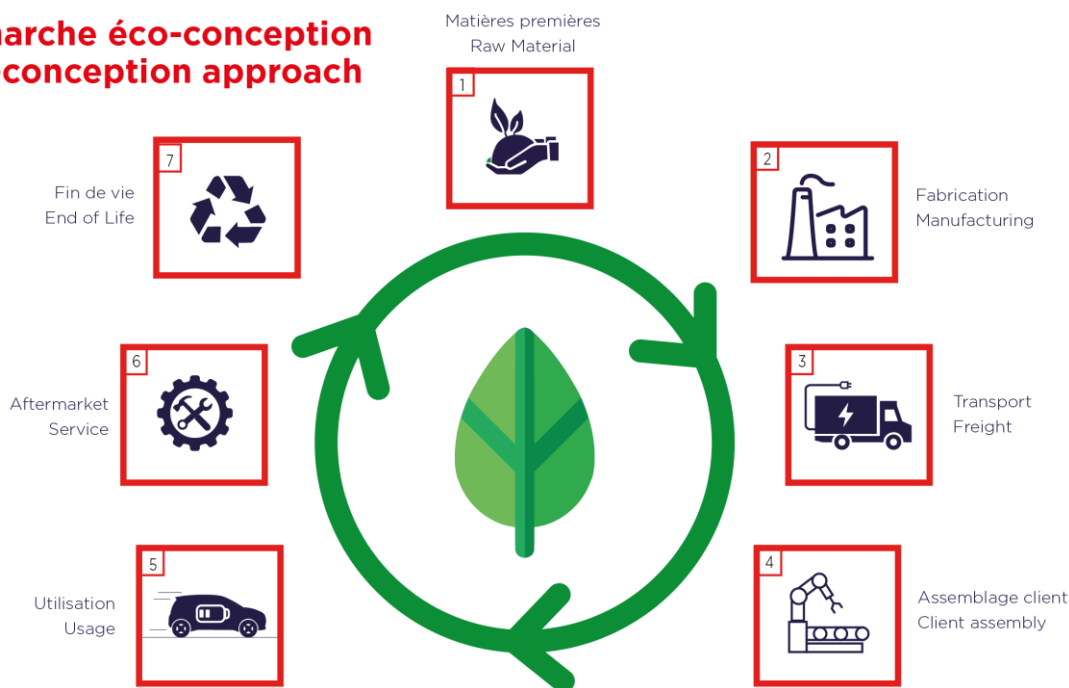 éco-conception
conception approach
Matières premières
Raw Material
1
2
Fabrication
Manufacturing
3
Transport
Freight
4
Assemblage client
Client assembly
5
Utilisation
Usage
6
Aftermarket
Service
7
Fin de vie
End of Life